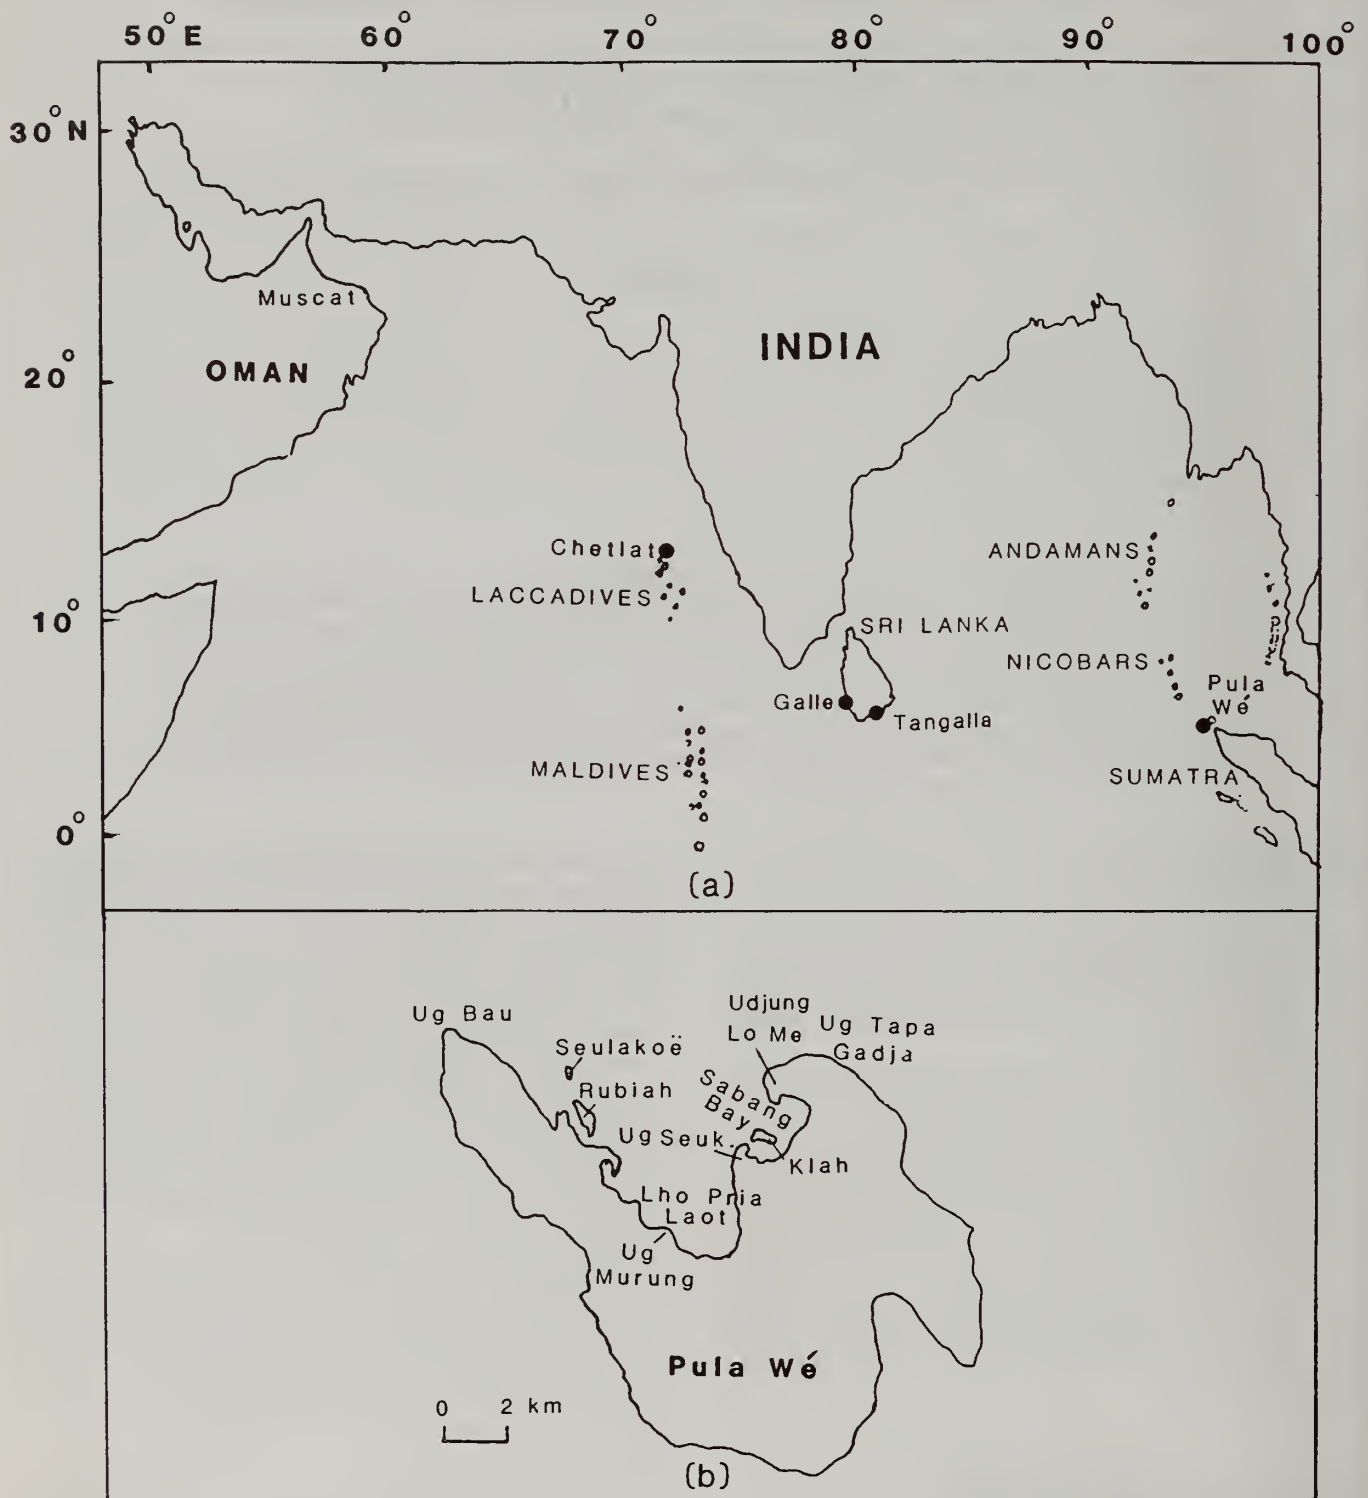 50° E 60° 70° 80° 90° 100°
30° N
Muscat
INDIA
20°
OMAN
Chetlat
ANDAMANS
LACCADIVES
10°
SRI LANKA
NICOBARS
Pula
Wé
Galle
Tangalla
MALDIVES
SUMATRA
0°
(a)
Ug Bau
Udjung
Lo Me
Ug Tapa
Gadja
Seulakoë
Rubiah
Sabang
Bay
Ug Seuk.
Klah
Lho Pria
Laot
Ug
Murung
Pula Wé
0 2 km
(b)